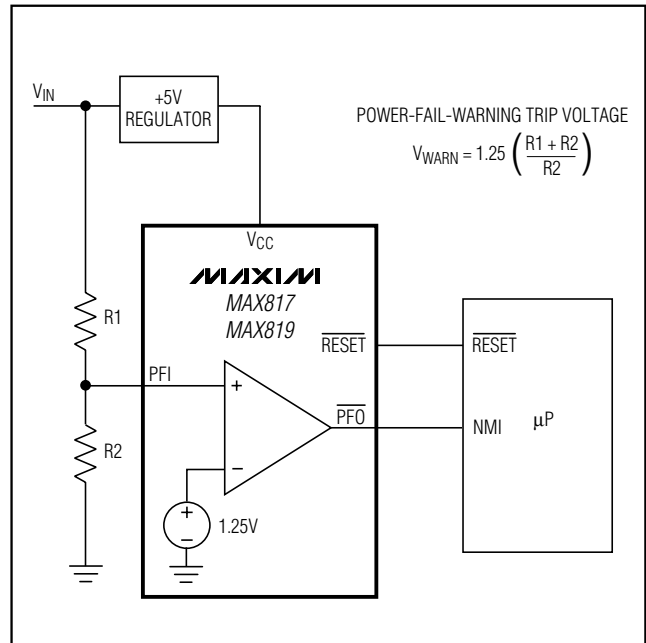 VIN
+5V
REGULATOR
POWER-FAIL-WARNING TRIP VOLTAGE
VWARN = 1.25 (R1 + R2 / R2)
VCC
MAXIM
MAX817
MAX819
R1
RESET
RESET
PFI
+
PFO
NMI
µP
R2
−
+
−
1.25V